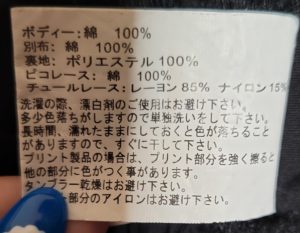 ボディー: 綿 100%
別布: 綿 100%
裏地: ポリエステル 100%
ピコレース: 綿 100%
チュールレース: レーヨン 85% ナイロン 15%
洗濯の際、漂白剤のご使用はお避け下さい。
多少色落ちがしますので単独洗いをして下さい。
長時間、濡れたままにしておくと色が落ちること
がありますので、すぐに干して下さい。
プリント製品の場合は、プリント部分を強く擦ると
他の部分に色がつく事があります。
タンブラー乾燥はお避け下さい。
部分のアイロンはお避け下さい。